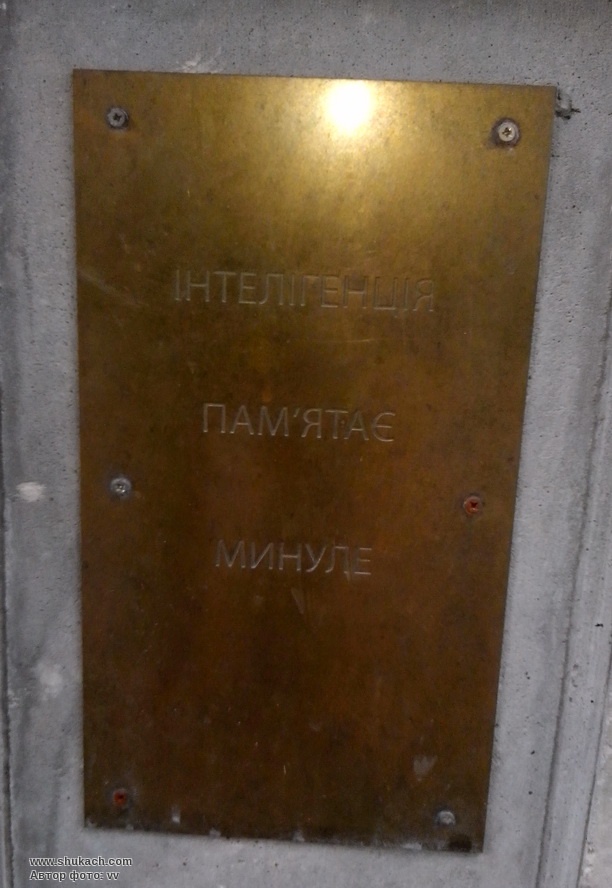 ІНТЕЛІГЕНЦІЯ
ПАМ'ЯТАЄ
МИНУЛЕ
www.shukach.com
Автор фото: vv